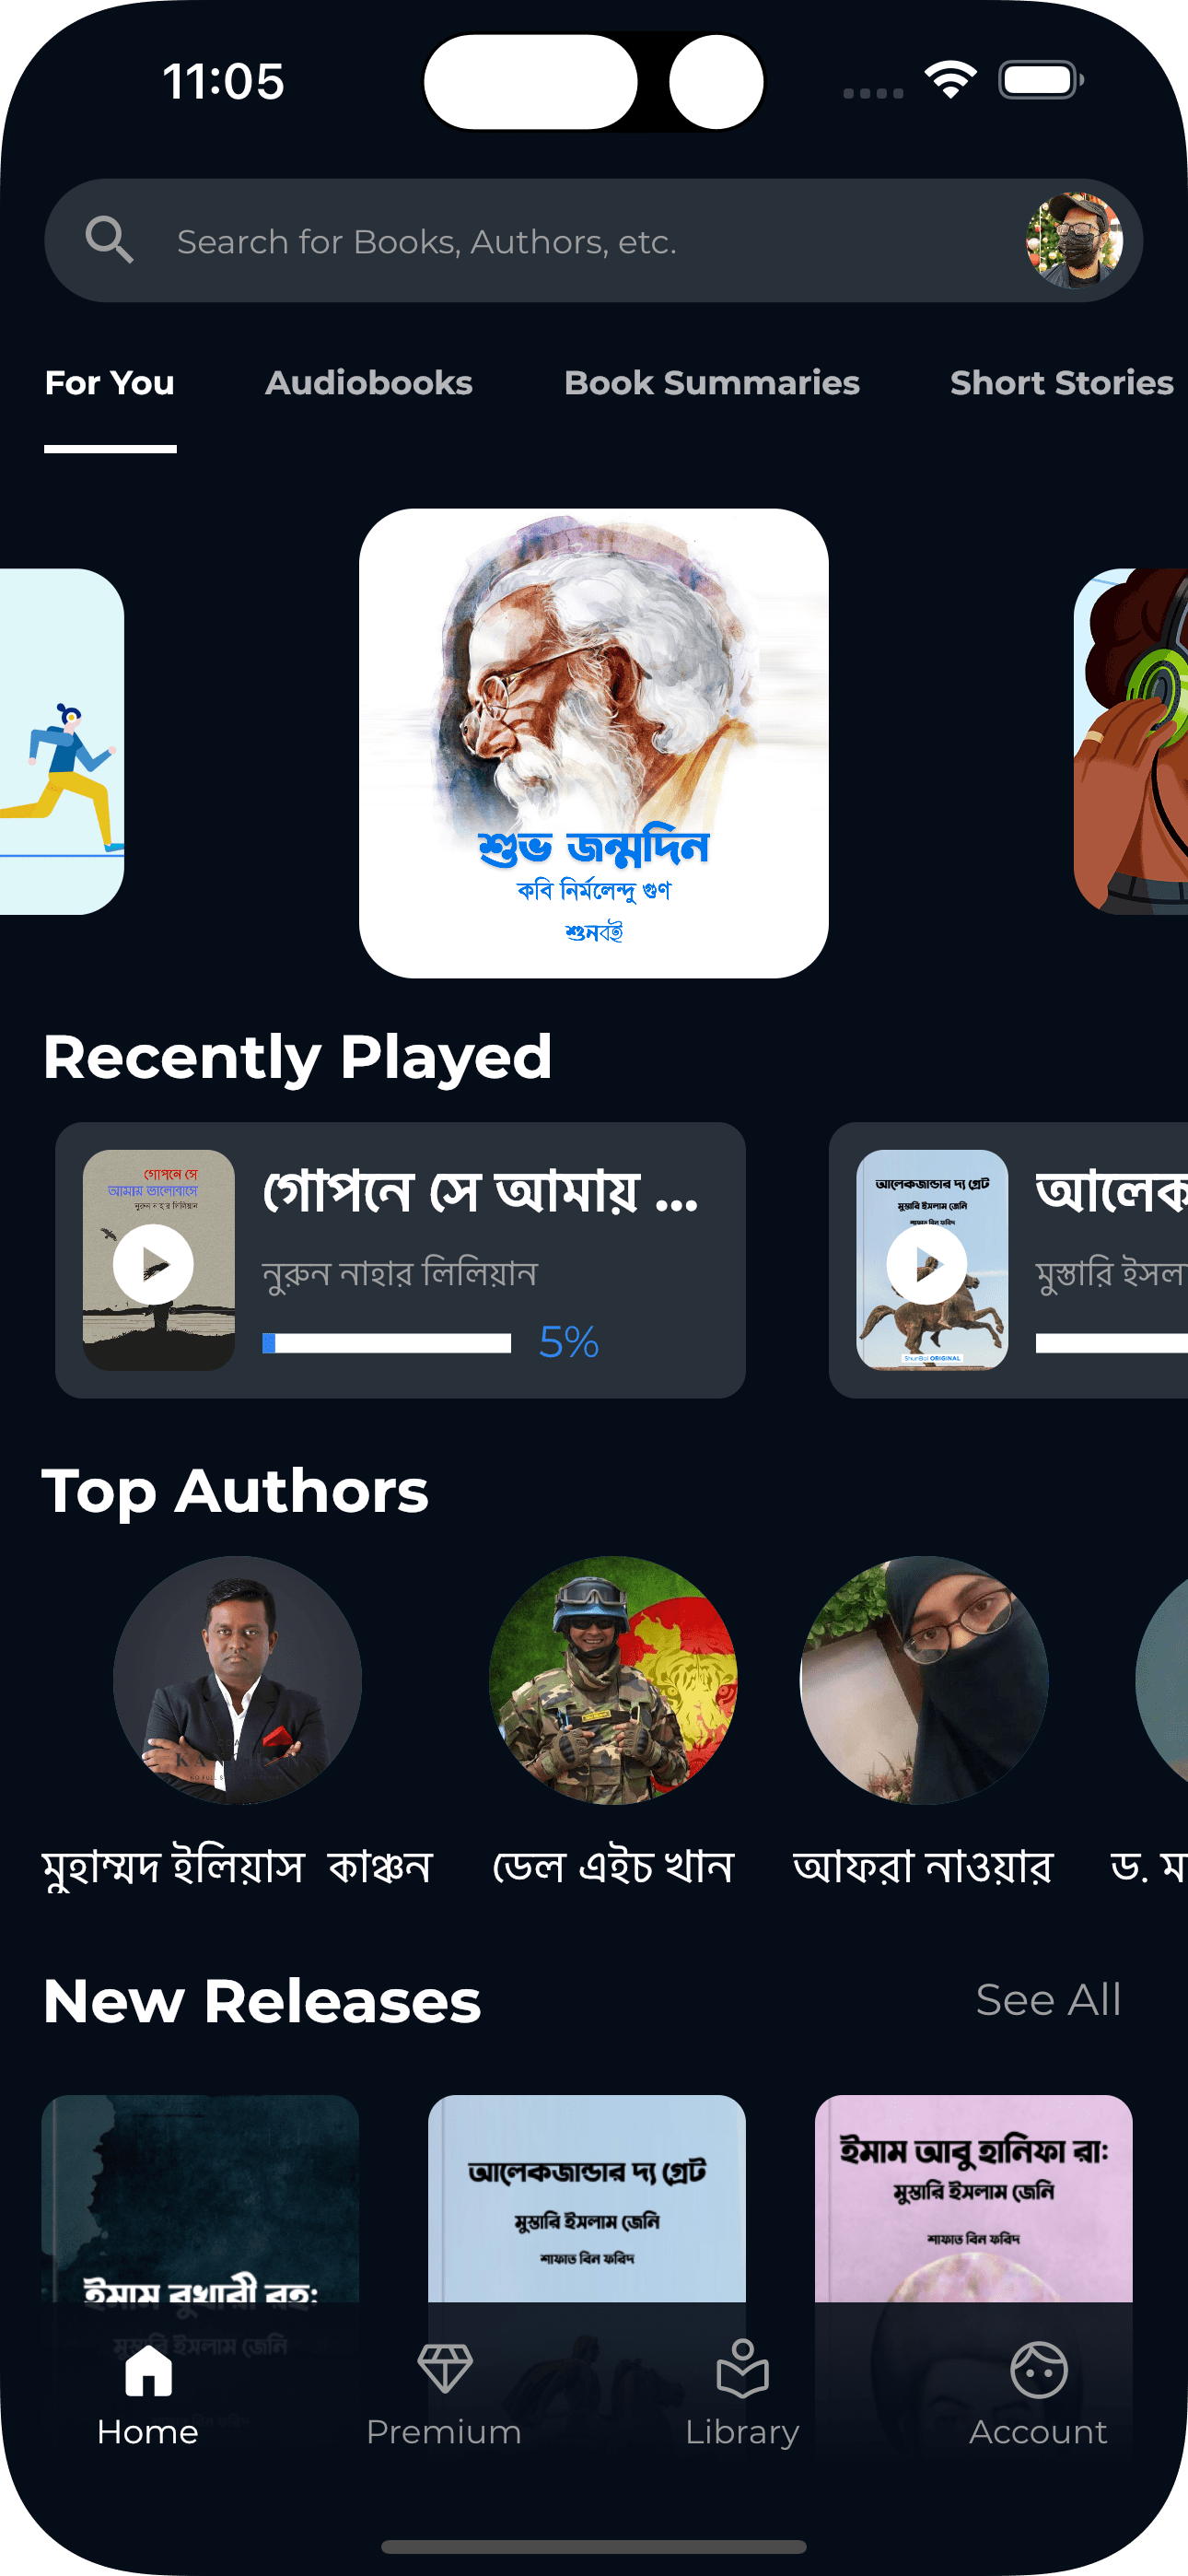 11:05
Search for Books, Authors, etc.
For You
Audiobooks
Book Summaries
Short Stories
শুভ জন্মদিন
কবি নির্মলেন্দু গুণ
শুনবই
Recently Played
গোপনে সে
আমায় ভালোবাসে
নুরুন নাহার লিলিয়ান
গোপনে সে আমায় ...
নুরুন নাহার লিলিয়ান
5%
আলেকজান্ডার দ্য গ্রেট
মুস্তারি ইসলাম জেনি
শাফাত বিন ফরিদ
ShunBoi ORIGINAL
আলেক
মুস্তারি ইসলা
Top Authors
মুহাম্মদ ইলিয়াস কাঞ্চন
ডেল এইচ খান
আফরা নাওয়ার
ড. ম
New Releases
See All
ইমাম বুখারী রহ:
মুস্তারি ইসলাম জেনি
আলেকজান্ডার দ্য গ্রেট
মুস্তারি ইসলাম জেনি
শাফাত বিন ফরিদ
ইমাম আবু হানিফা রা:
মুস্তারি ইসলাম জেনি
শাফাত বিন ফরিদ
Home
Premium
Library
Account